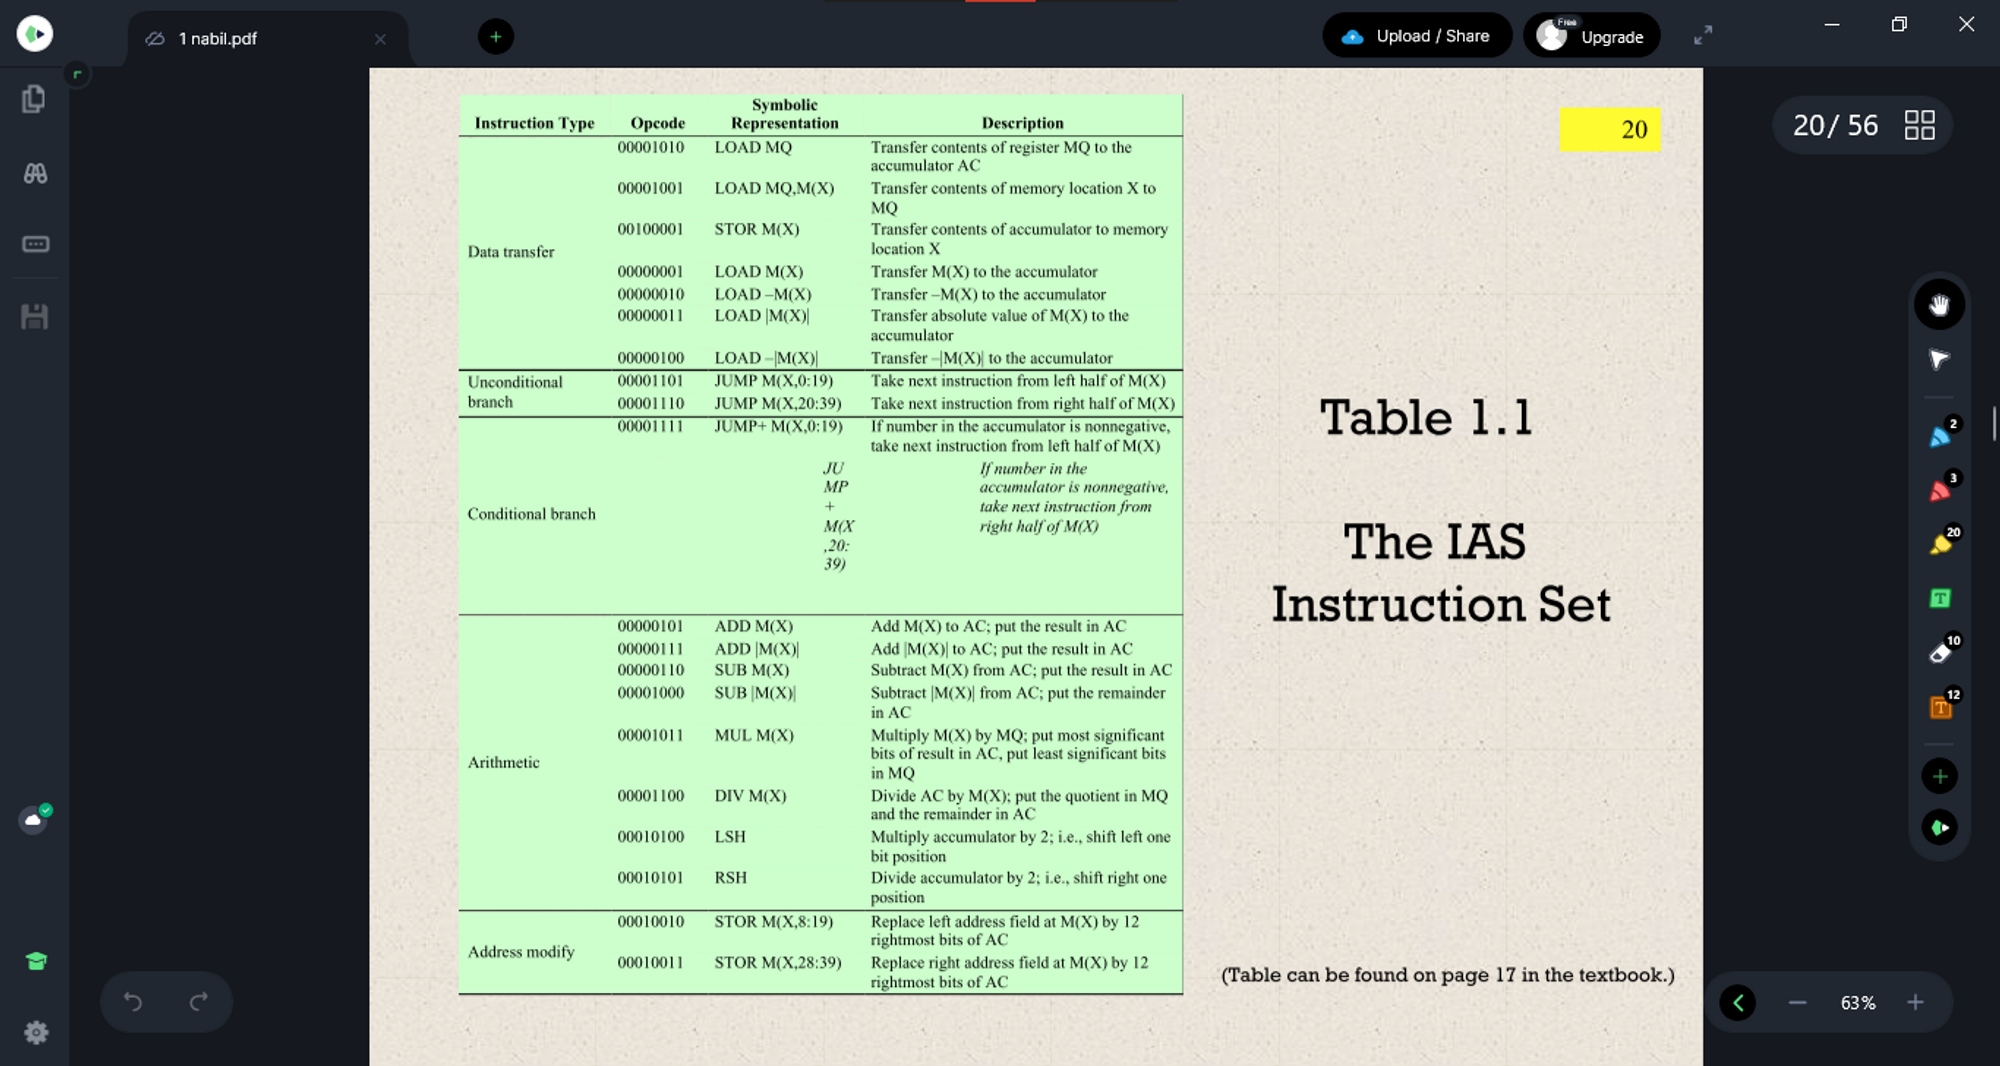 1 nabil.pdf
Upload / Share
Free
Upgrade
20/ 56
20
Symbolic
Instruction Type Opcode Representation Description
00001010 LOAD MQ Transfer contents of register MQ to the
accumulator AC
00001001 LOAD MQ,M(X) Transfer contents of memory location X to
MQ
00100001 STOR M(X) Transfer contents of accumulator to memory
Data transfer location X
00000001 LOAD M(X) Transfer M(X) to the accumulator
00000010 LOAD –M(X) Transfer –M(X) to the accumulator
00000011 LOAD |M(X)| Transfer absolute value of M(X) to the
accumulator
00000100 LOAD –|M(X)| Transfer –|M(X)| to the accumulator
Unconditional 00001101 JUMP M(X,0:19) Take next instruction from left half of M(X)
branch 00001110 JUMP M(X,20:39) Take next instruction from right half of M(X)
00001111 JUMP+ M(X,0:19) If number in the accumulator is nonnegative,
take next instruction from left half of M(X)
JU If number in the
MP accumulator is nonnegative,
+ take next instruction from
Conditional branch M(X right half of M(X)
,20:
39)
00000101 ADD M(X) Add M(X) to AC; put the result in AC
00000111 ADD |M(X)| Add |M(X)| to AC; put the result in AC
00000110 SUB M(X) Subtract M(X) from AC; put the result in AC
00001000 SUB |M(X)| Subtract |M(X)| from AC; put the remainder
in AC
00001011 MUL M(X) Multiply M(X) by MQ; put most significant
bits of result in AC, put least significant bits
Arithmetic in MQ
00001100 DIV M(X) Divide AC by M(X); put the quotient in MQ
and the remainder in AC
00010100 LSH Multiply accumulator by 2; i.e., shift left one
bit position
00010101 RSH Divide accumulator by 2; i.e., shift right one
position
00010010 STOR M(X,8:19) Replace left address field at M(X) by 12
Address modify rightmost bits of AC
00010011 STOR M(X,28:39) Replace right address field at M(X) by 12
rightmost bits of AC
Table 1.1
The IAS
Instruction Set
(Table can be found on page 17 in the textbook.)
2
3
20
T
10
12
T
63%